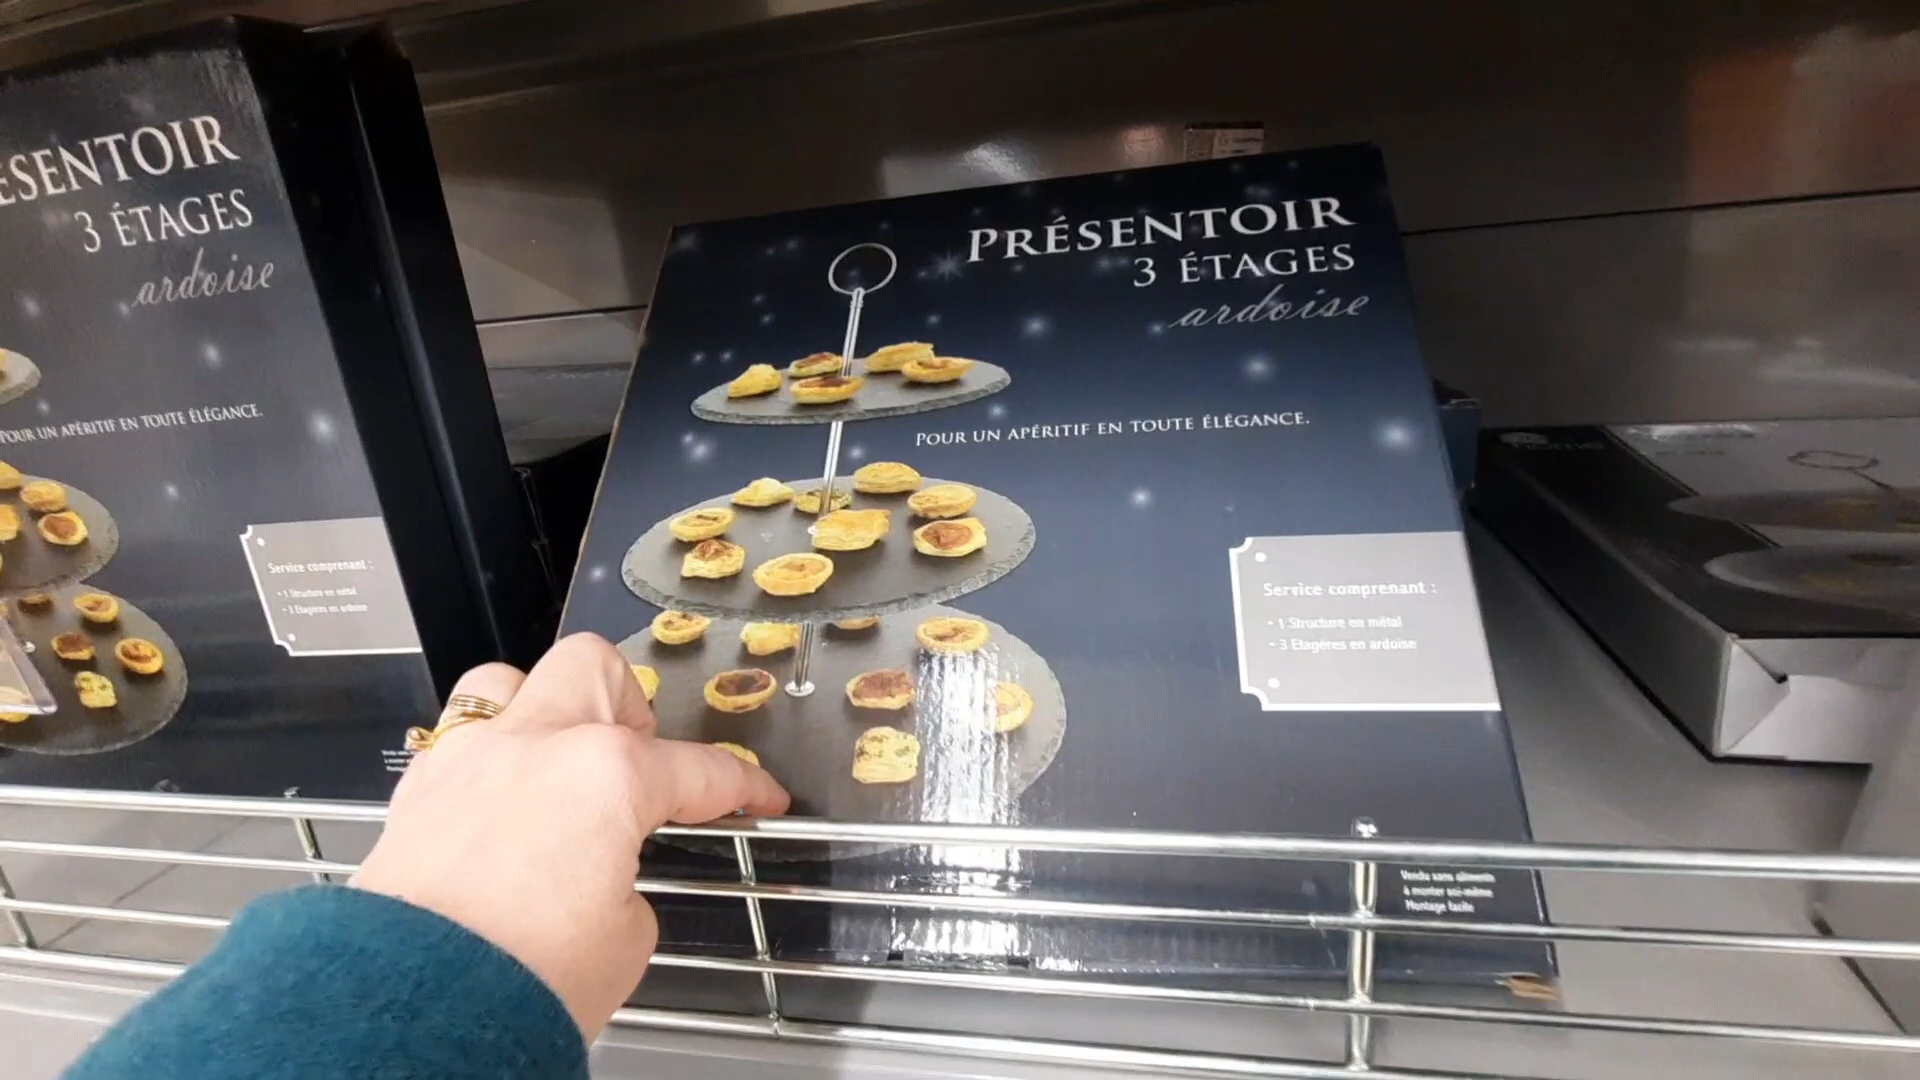 ÉSENTOIR
3 ÉTAGES
ardoise
POUR UN APÉRITIF EN TOUTE ÉLÉGANCE.
Service comprenant :
• 1 Structure en métal
• 3 Etagères en ardoise
PRÉSENTOIR
3 ÉTAGES
ardoise
POUR UN APÉRITIF EN TOUTE ÉLÉGANCE.
Service comprenant :
• 1 Structure en métal
• 3 Etagères en ardoise
Vendu sans aliments
à monter soi-même
Montage facile